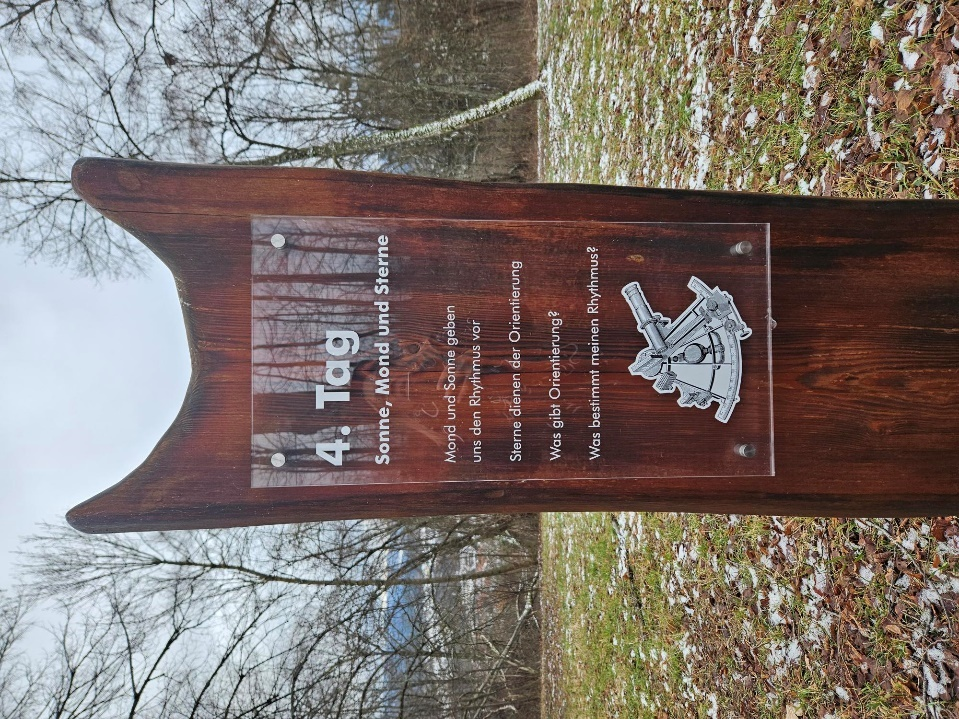 4. Tag
Sonne, Mond und Sterne
Mond und Sonne geben
uns den Rhythmus vor
Sterne dienen der Orientierung
Was gibt Orientierung?
Was bestimmt meinen Rhythmus?